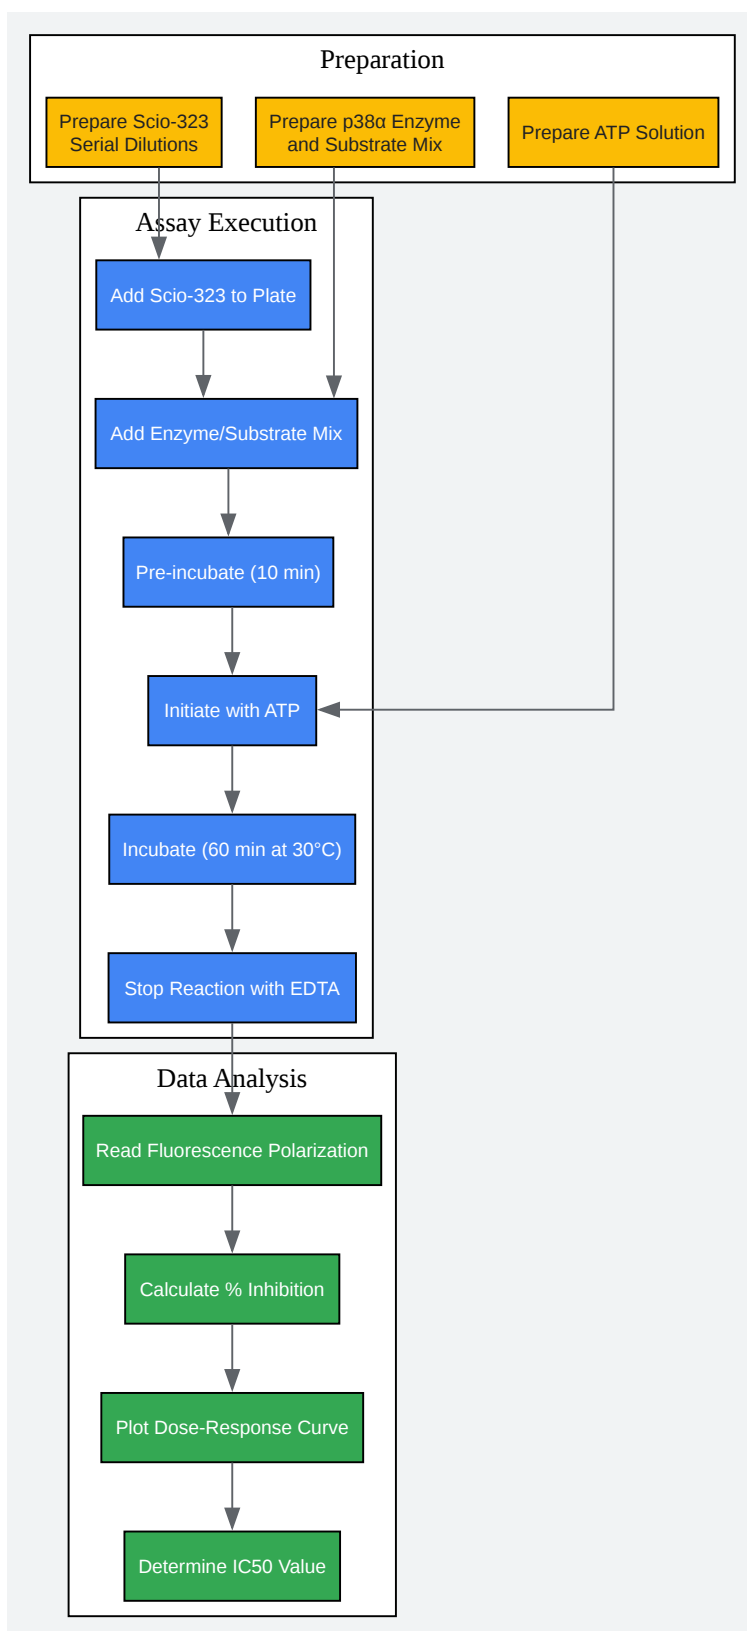 Preparation
Prepare Scio-323
Serial Dilutions
Prepare p38α Enzyme
and Substrate Mix
Prepare ATP Solution
Assay Execution
Add Scio-323 to Plate
Add Enzyme/Substrate Mix
Pre-incubate (10 min)
Initiate with ATP
Incubate (60 min at 30°C)
Stop Reaction with EDTA
Data Analysis
Read Fluorescence Polarization
Calculate % Inhibition
Plot Dose-Response Curve
Determine IC50 Value